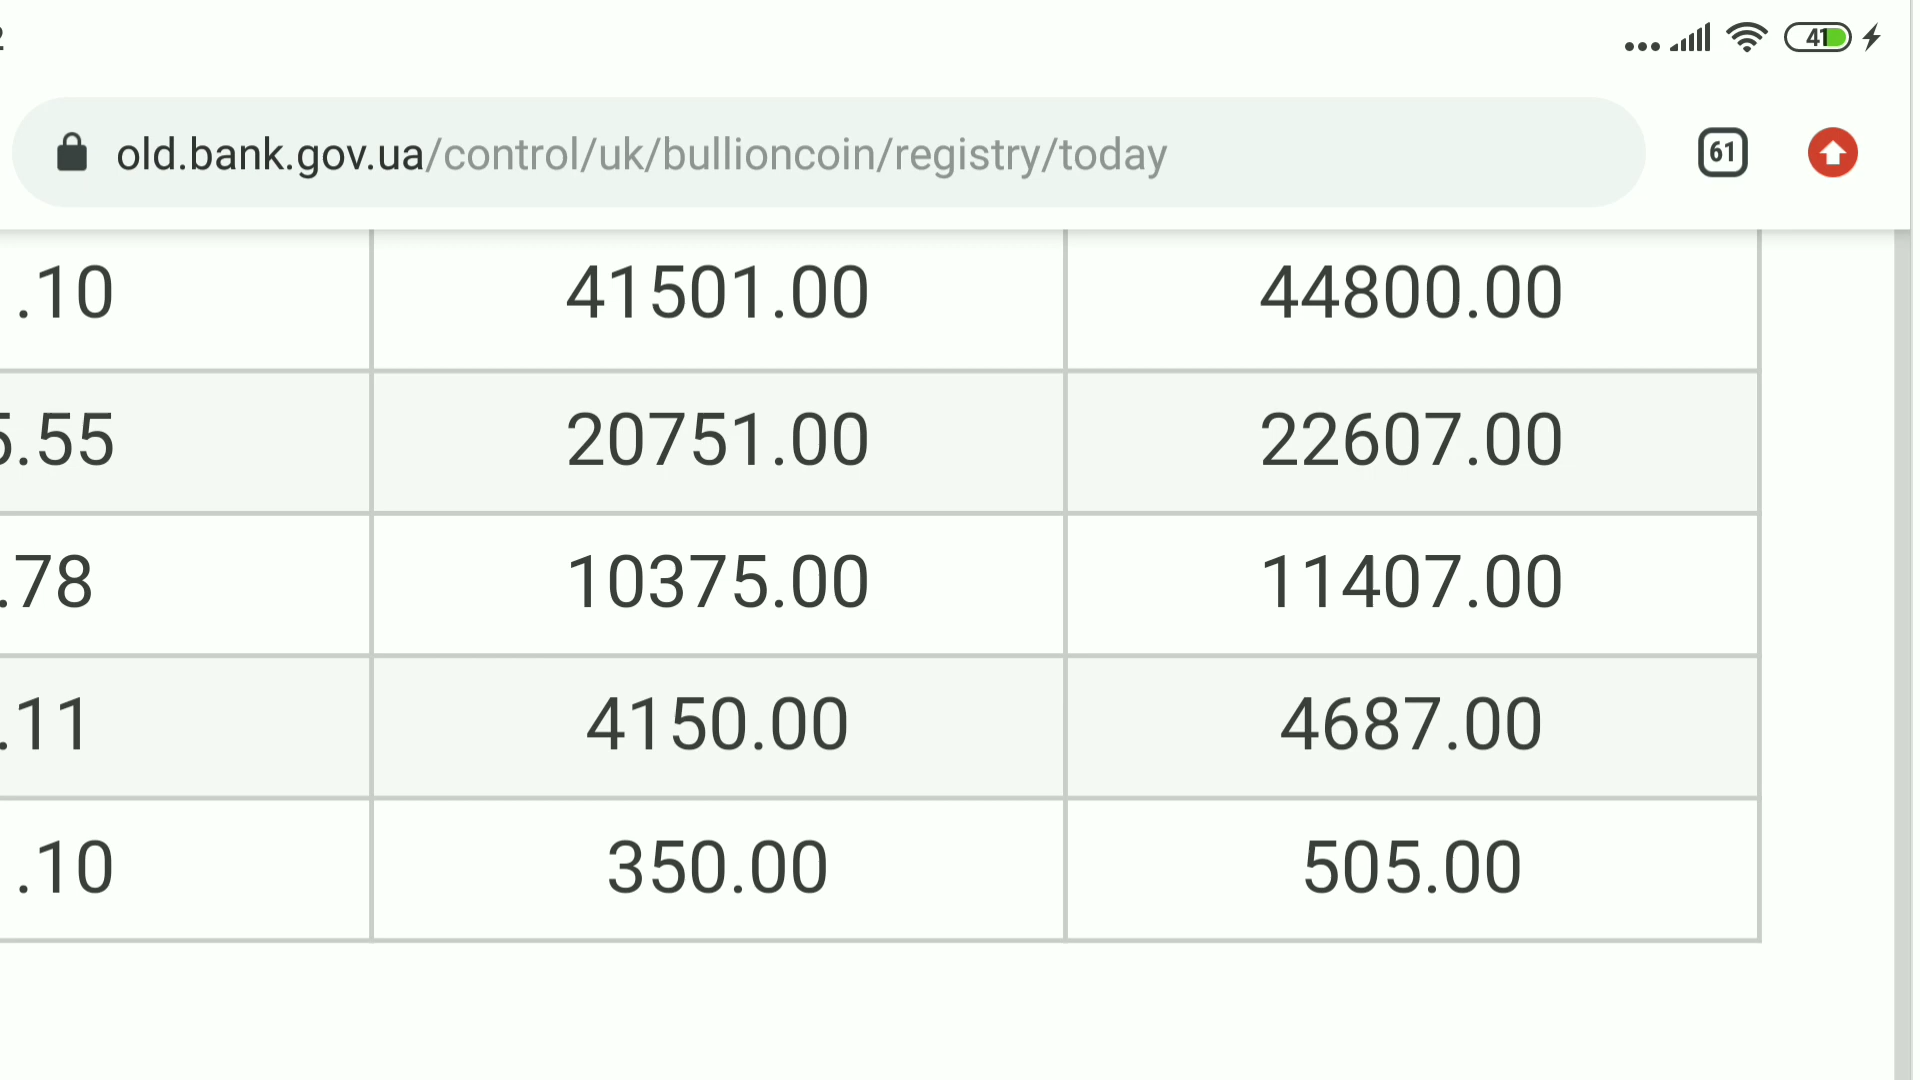 41
old.bank.gov.ua/control/uk/bullioncoin/registry/today
61
.10 41501.00 44800.00
.55 20751.00 22607.00
.78 10375.00 11407.00
.11 4150.00 4687.00
.10 350.00 505.00